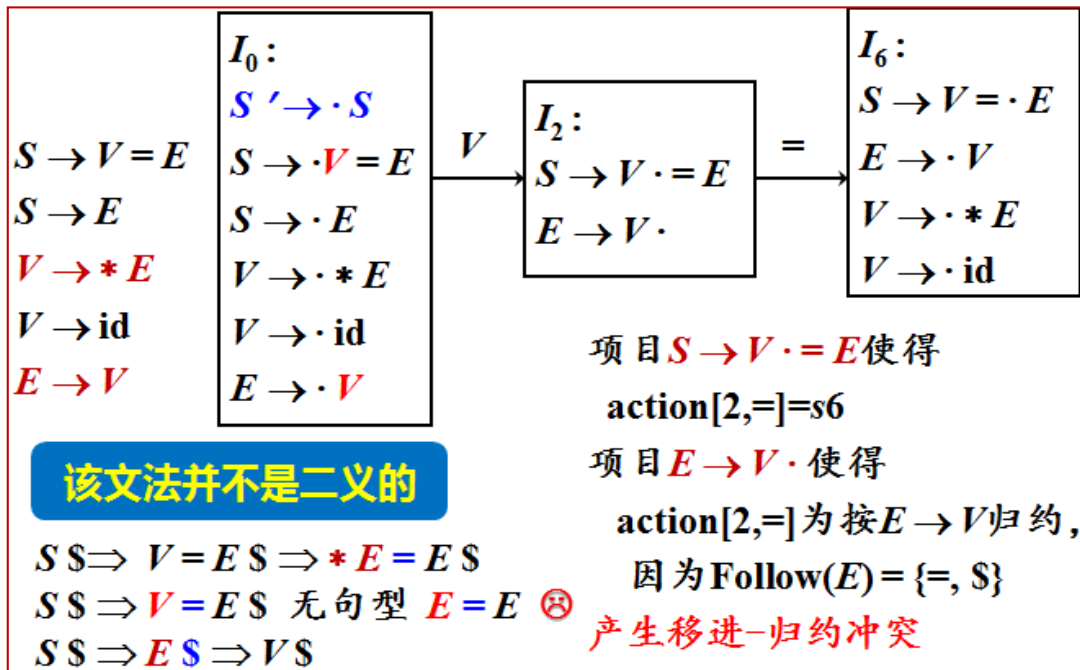 S → V = E
S → E
V → * E
V → id
E → V
I₀ :
S ′ → · S
S → ·V = E
S → · E
V → · * E
V → · id
E → · V
V
I₂ :
S → V · = E
E → V ·
=
I₆ :
S → V = · E
E → · V
V → · * E
V → · id
该文法并不是二义的
S $⇒ V = E $ ⇒ * E = E $
S $⇒ V = E $ 无句型 E = E ☹
S $⇒ E $ ⇒ V $
项目S → V · = E使得
action[2,=]=s6
项目E → V · 使得
action[2,=]为按E → V归约，
因为Follow(E) = {=, $}
产生移进-归约冲突